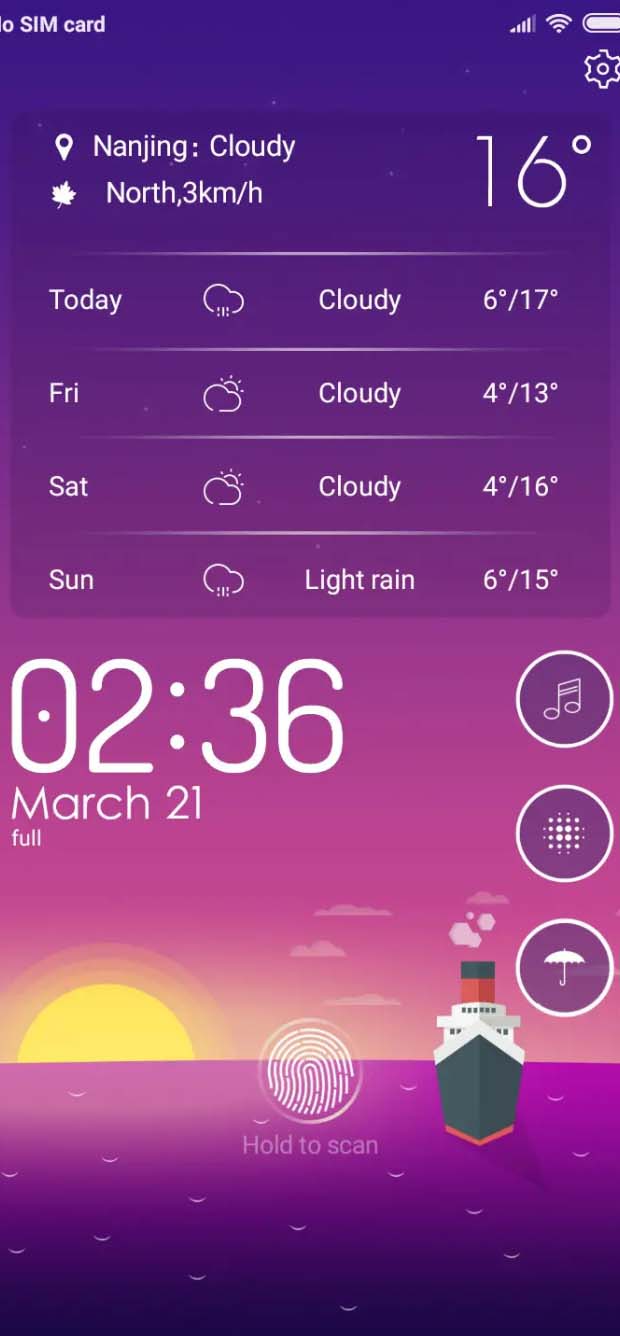 o SIM card
Nanjing: Cloudy 16°
North,3km/h
Today Cloudy 6°/17°
Fri Cloudy 4°/13°
Sat Cloudy 4°/16°
Sun Light rain 6°/15°
02:36
March 21
full
Hold to scan